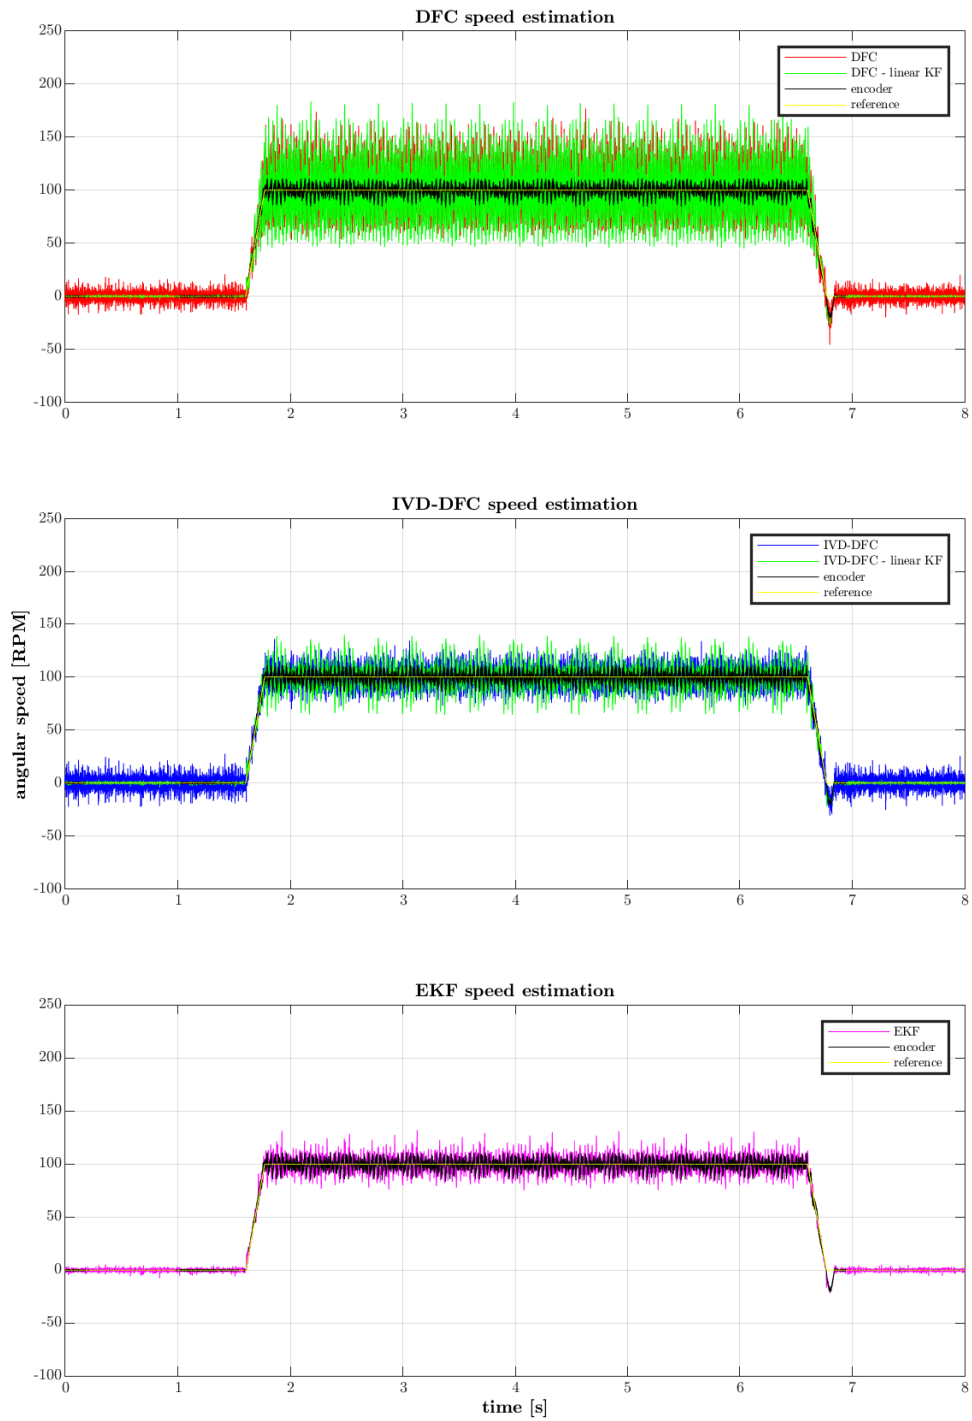 DFC speed estimation
250
200
150
100
50
0
-50
-100
0 1 2 3 4 5 6 7 8
DFC
DFC - linear KF
encoder
reference
IVD-DFC speed estimation
250
200
150
100
50
0
-50
-100
0 1 2 3 4 5 6 7 8
IVD-DFC
IVD-DFC - linear KF
encoder
reference
angular speed [RPM]
EKF speed estimation
250
200
150
100
50
0
-50
-100
0 1 2 3 4 5 6 7 8
EKF
encoder
reference
time [s]